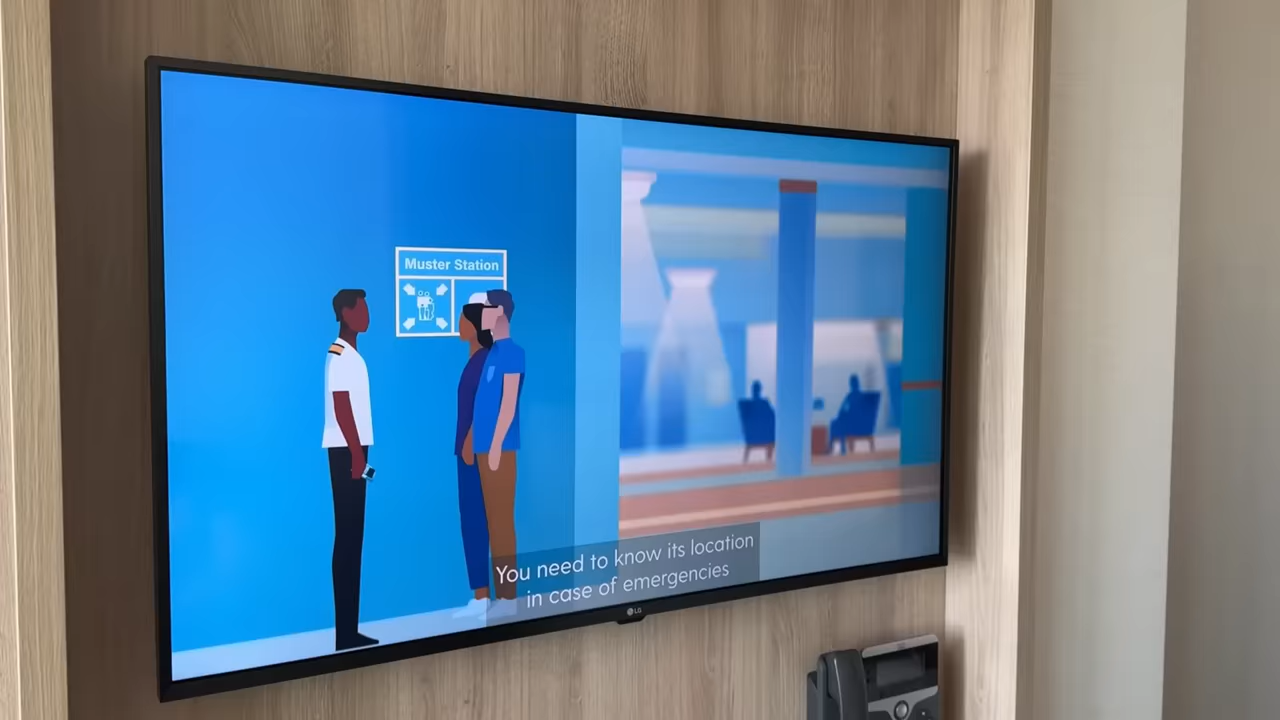 Muster Station
You need to know its location
in case of emergencies
LG